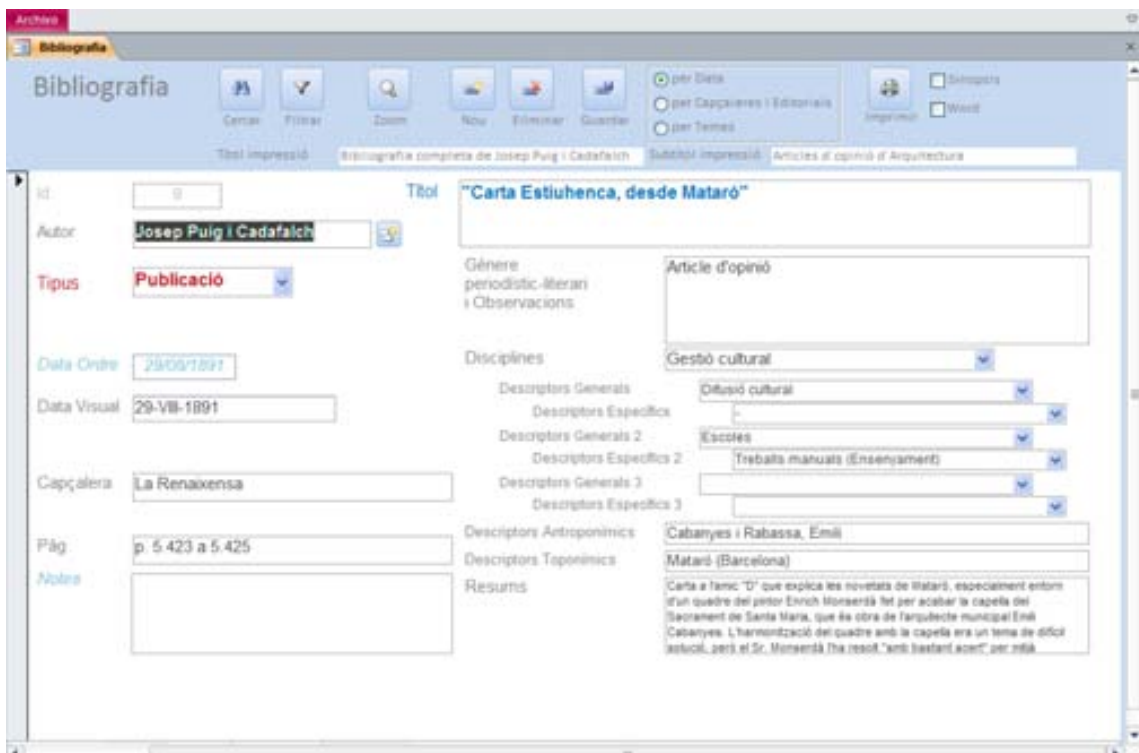 Archivo
Bibliografia
Bibliografia
Cercar
Filtrar
Zoom
Nou
Eliminar
Guardar
per Data
per Capçaleres i Editorials
per Temes
Imprimir
Sinopsis
Word
Títol impressió
Bibliografia completa de Josep Puig i Cadafalch
Subtítol impressió
Articles d'opinió d'Arquitectura
Id
9
Títol
"Carta Estiuhenca, desde Mataró"
Autor
Josep Puig i Cadafalch
Tipus
Publicació
Gènere
periodístic-literari
i Observacions
Article d'opinió
Data Ordre
29/08/1891
Disciplines
Gestió cultural
Descriptors Generals
Difusió cultural
Data Visual
29-VIII-1891
Descriptors Específics
-
Descriptors Generals 2
Escoles
Descriptors Específics 2
Treballs manuals (Ensenyament)
Capçalera
La Renaixensa
Descriptors Generals 3
Descriptors Específics 3
Descriptors Antroponímics
Cabanyes i Rabassa, Emili
Pàg
p. 5.423 a 5.425
Descriptors Toponímics
Mataró (Barcelona)
Notes
Resums
Carta a l'amic "D" que explica les novetats de Mataró, especialment entorn
d'un quadre del pintor Enrich Monserdà fet per acabar la capella del
Sacrament de Santa Maria, que és obra de l'arquitecte municipal Emili
Cabanyes. L'harmonització del quadre amb la capella era un tema de difícil
solució, però el Sr. Monserdà l'ha resolt "amb bastant acert" per mitjà